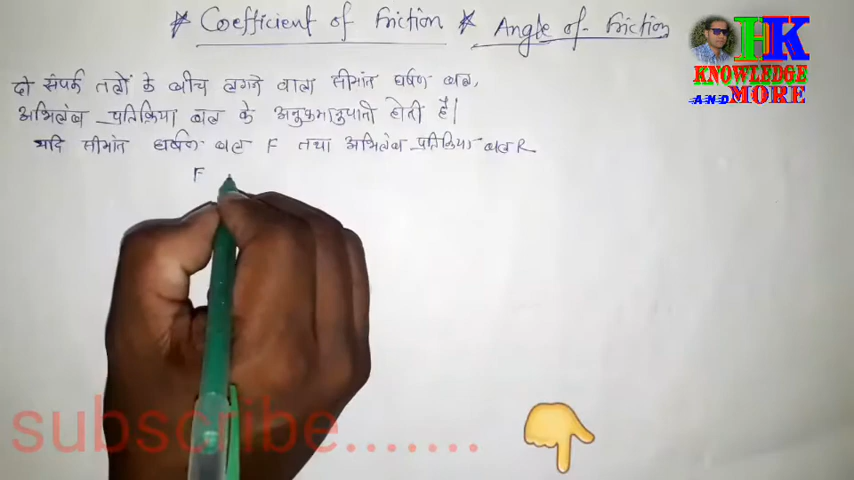 * Coefficient of friction * Angle of friction
HK
KNOWLEDGE
AND MORE
दो संपर्क तलों के बीच लगने वाला सीमांत घर्षण बल,
अभिलंब प्रतिक्रिया बल के अनुक्रमानुपाती होती है|
यदि सीमांत घर्षण बल F तथा अभिलंब प्रतिक्रिया बल R
F
subscribe.......